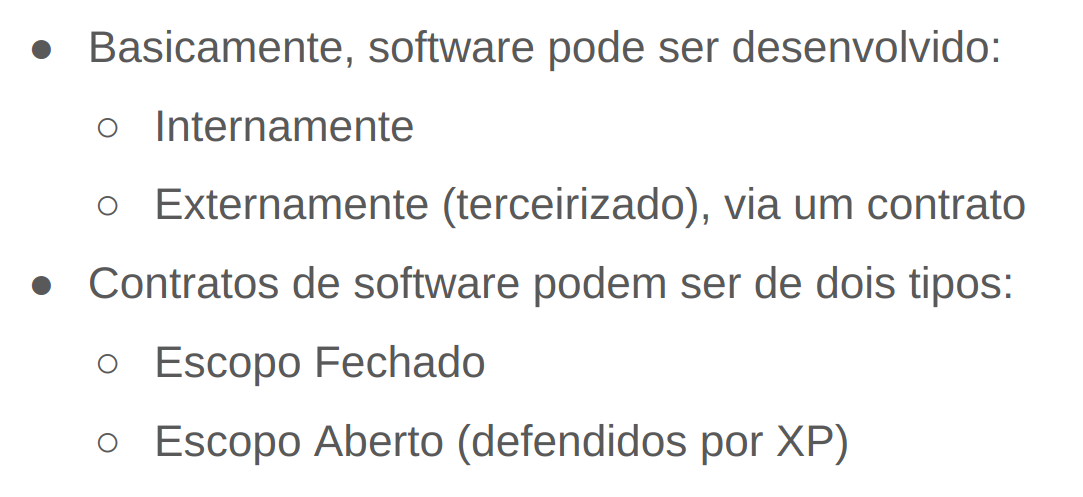 ● Basicamente, software pode ser desenvolvido:
○ Internamente
○ Externamente (terceirizado), via um contrato
● Contratos de software podem ser de dois tipos:
○ Escopo Fechado
○ Escopo Aberto (defendidos por XP)